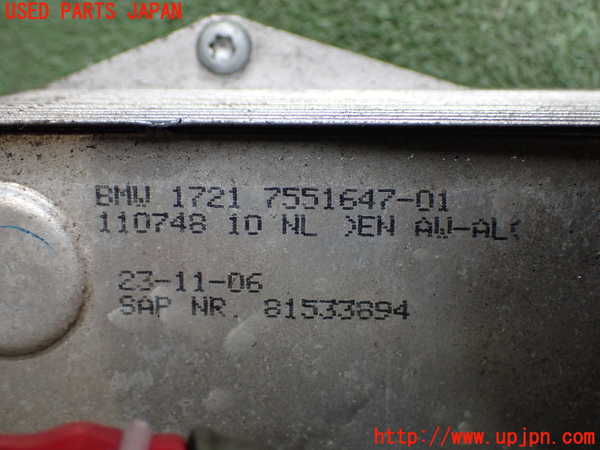 USED PARTS JAPAN
BMW 1721 7551647-01
110748 10 NL >EN AW-AL<
23-11-06
SAP NR. 81533894
http://www.upjpn.com/